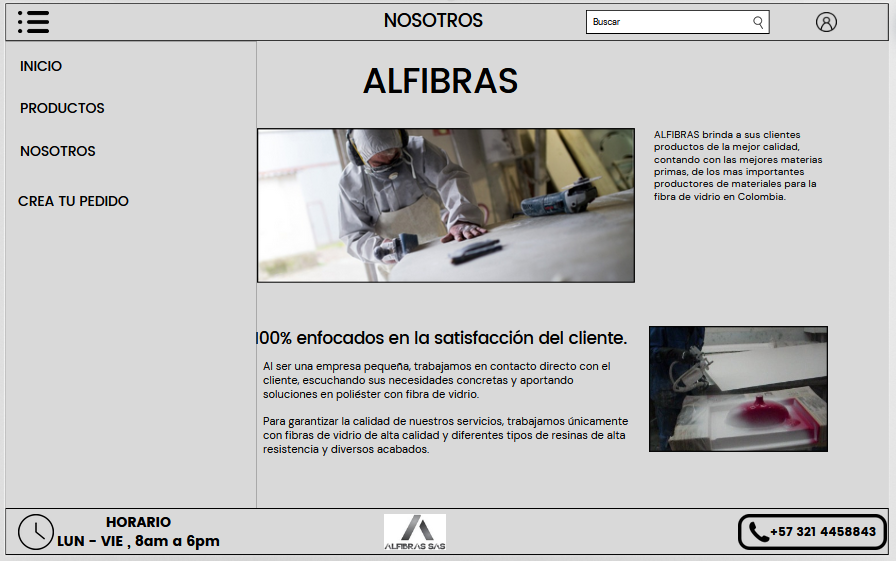 NOSOTROS
Buscar
INICIO
PRODUCTOS
NOSOTROS
CREA TU PEDIDO
ALFIBRAS
ALFIBRAS brinda a sus clientes
productos de la mejor calidad,
contando con las mejores materias
primas, de los mas importantes
productores de materiales para la
fibra de vidrio en Colombia.
100% enfocados en la satisfacción del cliente.
Al ser una empresa pequeña, trabajamos en contacto directo con el
cliente, escuchando sus necesidades concretas y aportando
soluciones en poliéster con fibra de vidrio.
Para garantizar la calidad de nuestros servicios, trabajamos únicamente
con fibras de vidrio de alta calidad y diferentes tipos de resinas de alta
resistencia y diversos acabados.
HORARIO
LUN - VIE , 8am a 6pm
ALFIBRAS SAS
+57 321 4458843